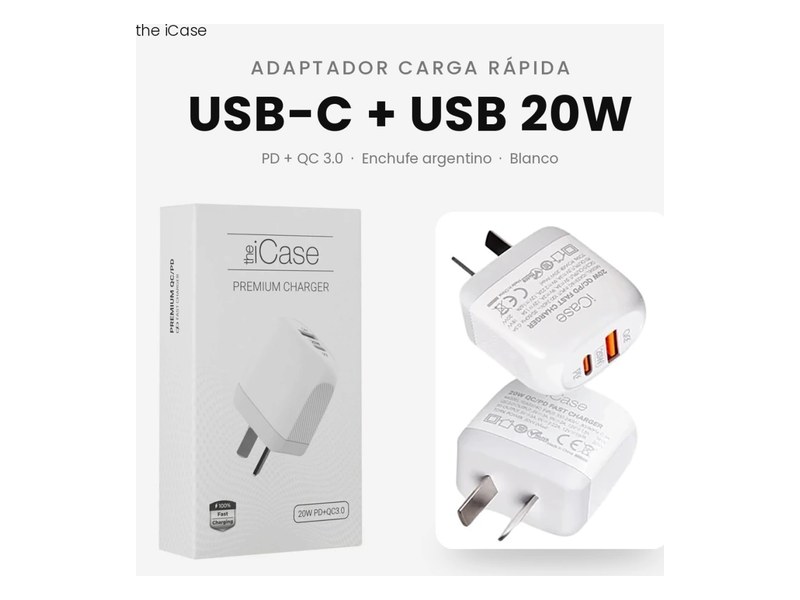 the iCase
ADAPTADOR CARGA RÁPIDA
USB-C + USB 20W
PD + QC 3.0 · Enchufe argentino · Blanco
the iCase
PREMIUM CHARGER
PREMIUM QC/PD
100%
Fast
Charging
20W PD+QC3.0
iCase
20W QC/PD FAST CHARGER
iCase
20W QC/PD FAST CHARGER